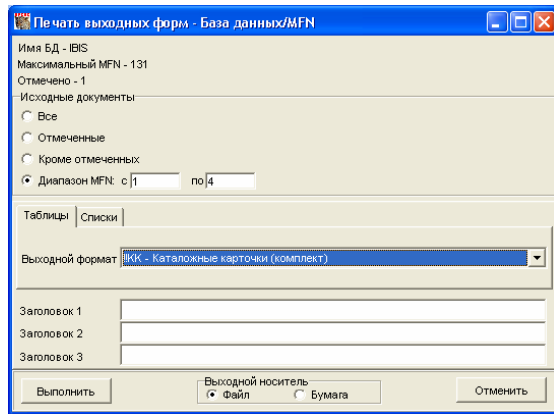 Печать выходных форм - База данных/MFN
Имя БД - IBIS
Максимальный MFN - 131
Отмечено - 1
Исходные документы
Все
Отмеченные
Кроме отмеченных
Диапазон MFN: с 1 по 4
Таблицы Списки
Выходной формат !!KK - Каталожные карточки (комплект)
Заголовок 1
Заголовок 2
Заголовок 3
Выходной носитель
Выполнить Файл Бумага Отменить